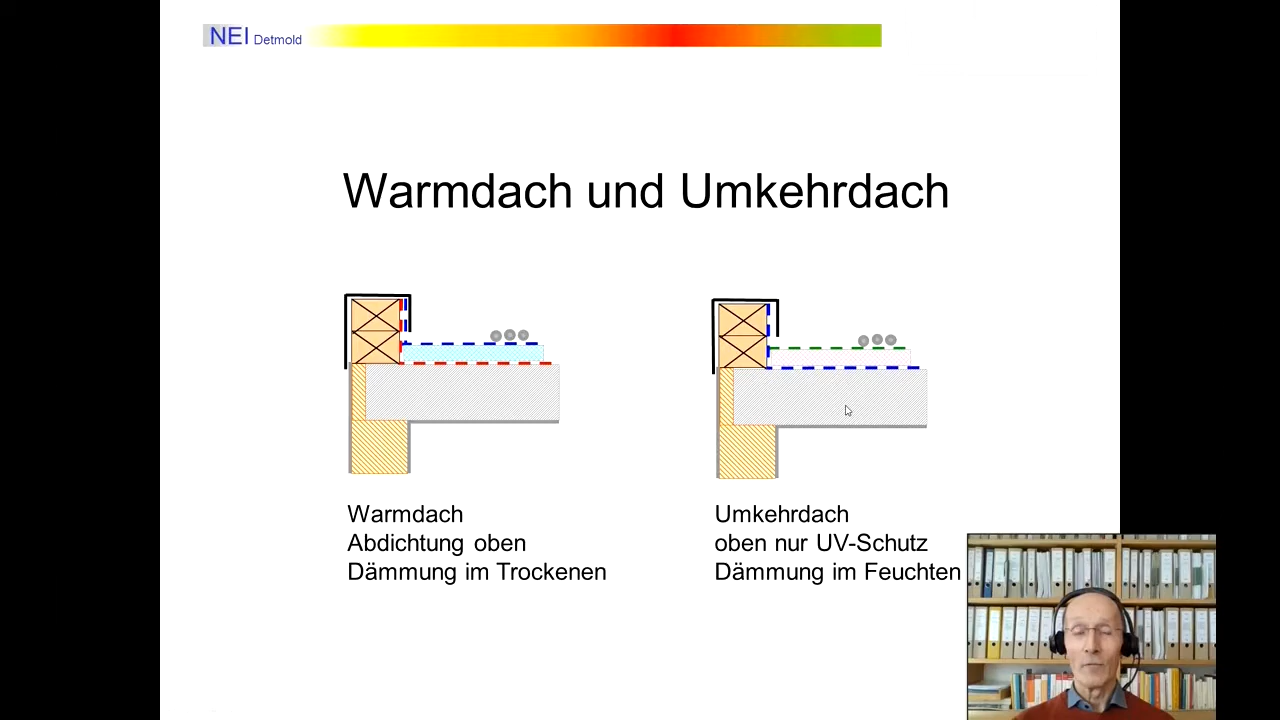 NEI Detmold
Warmdach und Umkehrdach
Warmdach
Abdichtung oben
Dämmung im Trockenen
Umkehrdach
oben nur UV-Schutz
Dämmung im Feuchten